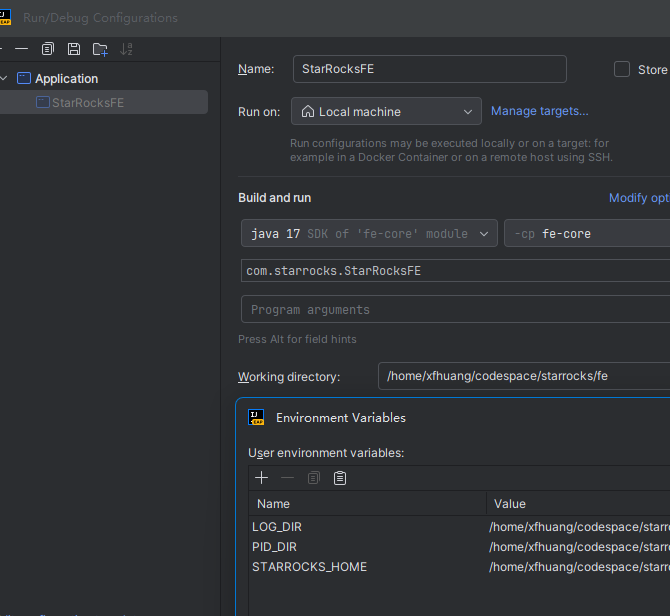 Run/Debug Configurations
Application
StarRocksFE
Name:
StarRocksFE
Store
Run on:
Local machine
Manage targets...
Run configurations may be executed locally or on a target: for
example in a Docker Container or on a remote host using SSH.
Build and run
Modify opt
java 17 SDK of 'fe-core' module
-cp fe-core
com.starrocks.StarRocksFE
Program arguments
Press Alt for field hints
Working directory:
/home/xfhuang/codespace/starrocks/fe
Environment Variables
User environment variables:
Name
Value
LOG_DIR
/home/xfhuang/codespace/starro
PID_DIR
/home/xfhuang/codespace/starro
STARROCKS_HOME
/home/xfhuang/codespace/starro